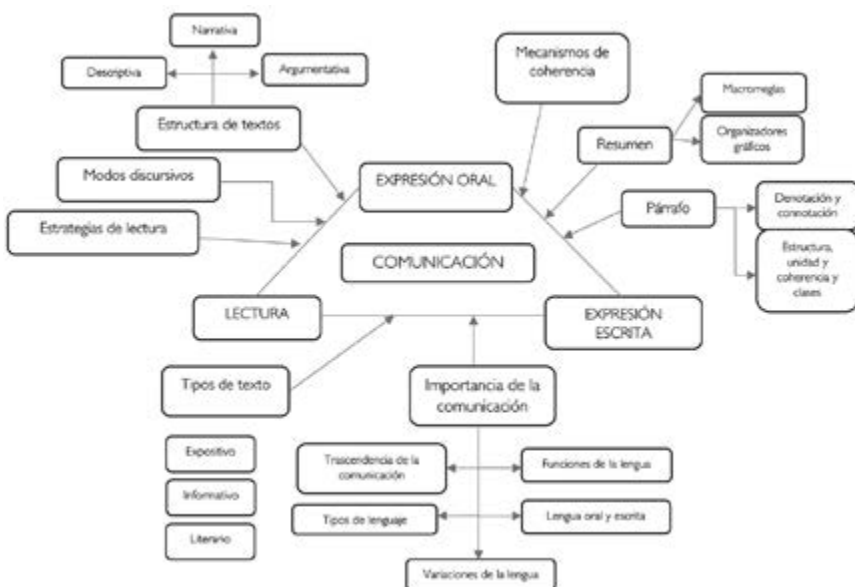 Narrativa
Descriptiva
Argumentativa
Estructura de textos
Modos discursivos
Estrategias de lectura
Mecanismos de
coherencia
Macrorreglas
Resumen
Organizadores
gráficos
EXPRESIÓN ORAL
Párrafo
Denotación y
connotación
Estructura,
unidad y
coherencia y
clases
COMUNICACIÓN
LECTURA
EXPRESIÓN
ESCRITA
Tipos de texto
Importancia de la
comunicación
Expositivo
Informativo
Literario
Trascendencia de la
comunicación
Funciones de la lengua
Tipos de lenguaje
Lengua oral y escrita
Variaciones de la lengua